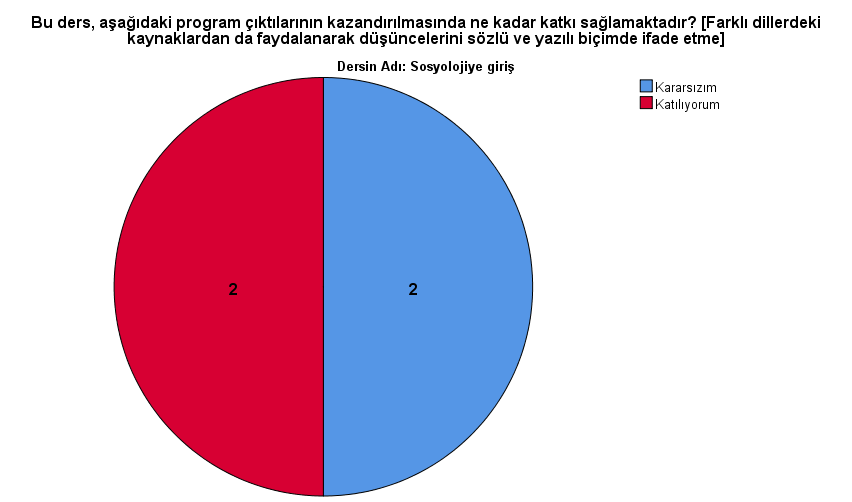 Bu ders, aşağıdaki program çıktılarının kazandırılmasında ne kadar katkı sağlamaktadır? [Farklı dillerdeki
kaynaklardan da faydalanarak düşüncelerini sözlü ve yazılı biçimde ifade etme]
Dersin Adı: Sosyolojiye giriş
Kararsızım
Katılıyorum
2
2